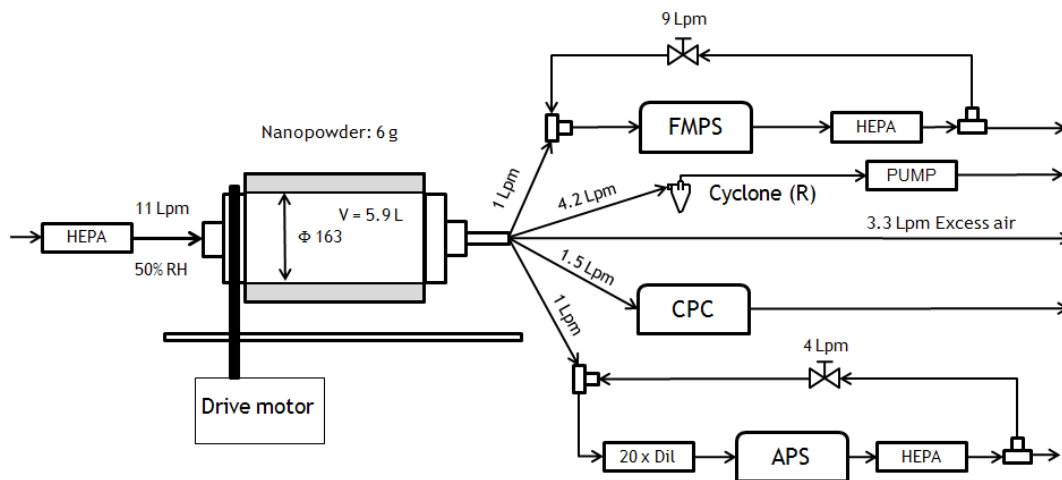 9 Lpm
Nanopowder: 6 g
FMPS
HEPA
1 Lpm
4.2 Lpm
Cyclone (R)
PUMP
11 Lpm
HEPA
50% RH
V = 5.9 L
Φ 163
3.3 Lpm Excess air
1.5 Lpm
CPC
1 Lpm
4 Lpm
Drive motor
20 x Dil
APS
HEPA